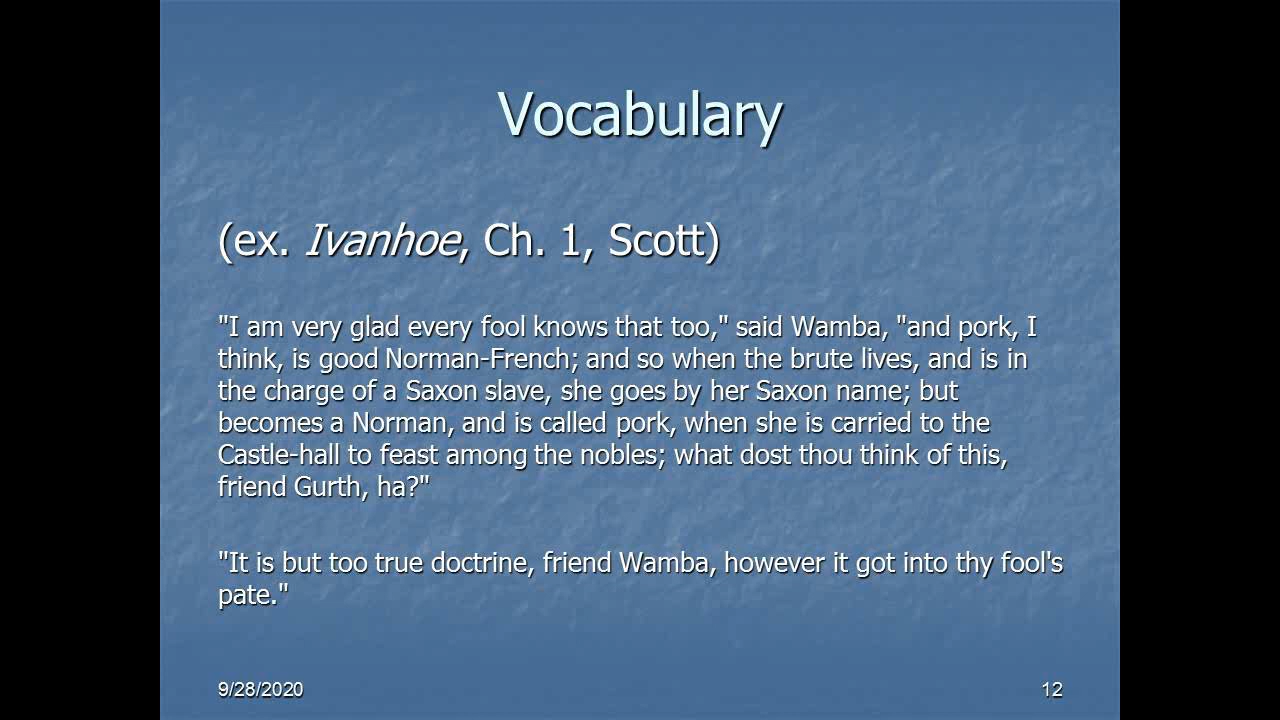 Vocabulary
(ex. Ivanhoe, Ch. 1, Scott)
"I am very glad every fool knows that too," said Wamba, "and pork, I
think, is good Norman-French; and so when the brute lives, and is in
the charge of a Saxon slave, she goes by her Saxon name; but
becomes a Norman, and is called pork, when she is carried to the
Castle-hall to feast among the nobles; what dost thou think of this,
friend Gurth, ha?"
"It is but too true doctrine, friend Wamba, however it got into thy fool's
pate."
9/28/2020
12